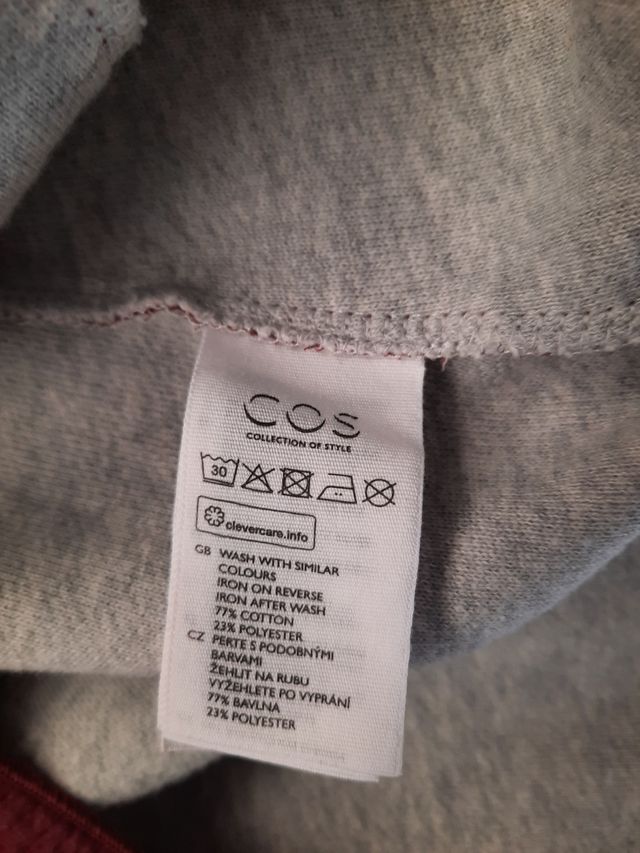 COS
COLLECTION OF STYLE
30
clevercare.info
GB WASH WITH SIMILAR
COLOURS
IRON ON REVERSE
IRON AFTER WASH
77% COTTON
23% POLYESTER
CZ PERTE S PODOBNÝMI
BARVAMI
ŽEHLIT NA RUBU
VYŽEHLETE PO VYPRÁNÍ
77% BAVLNA
23% POLYESTER